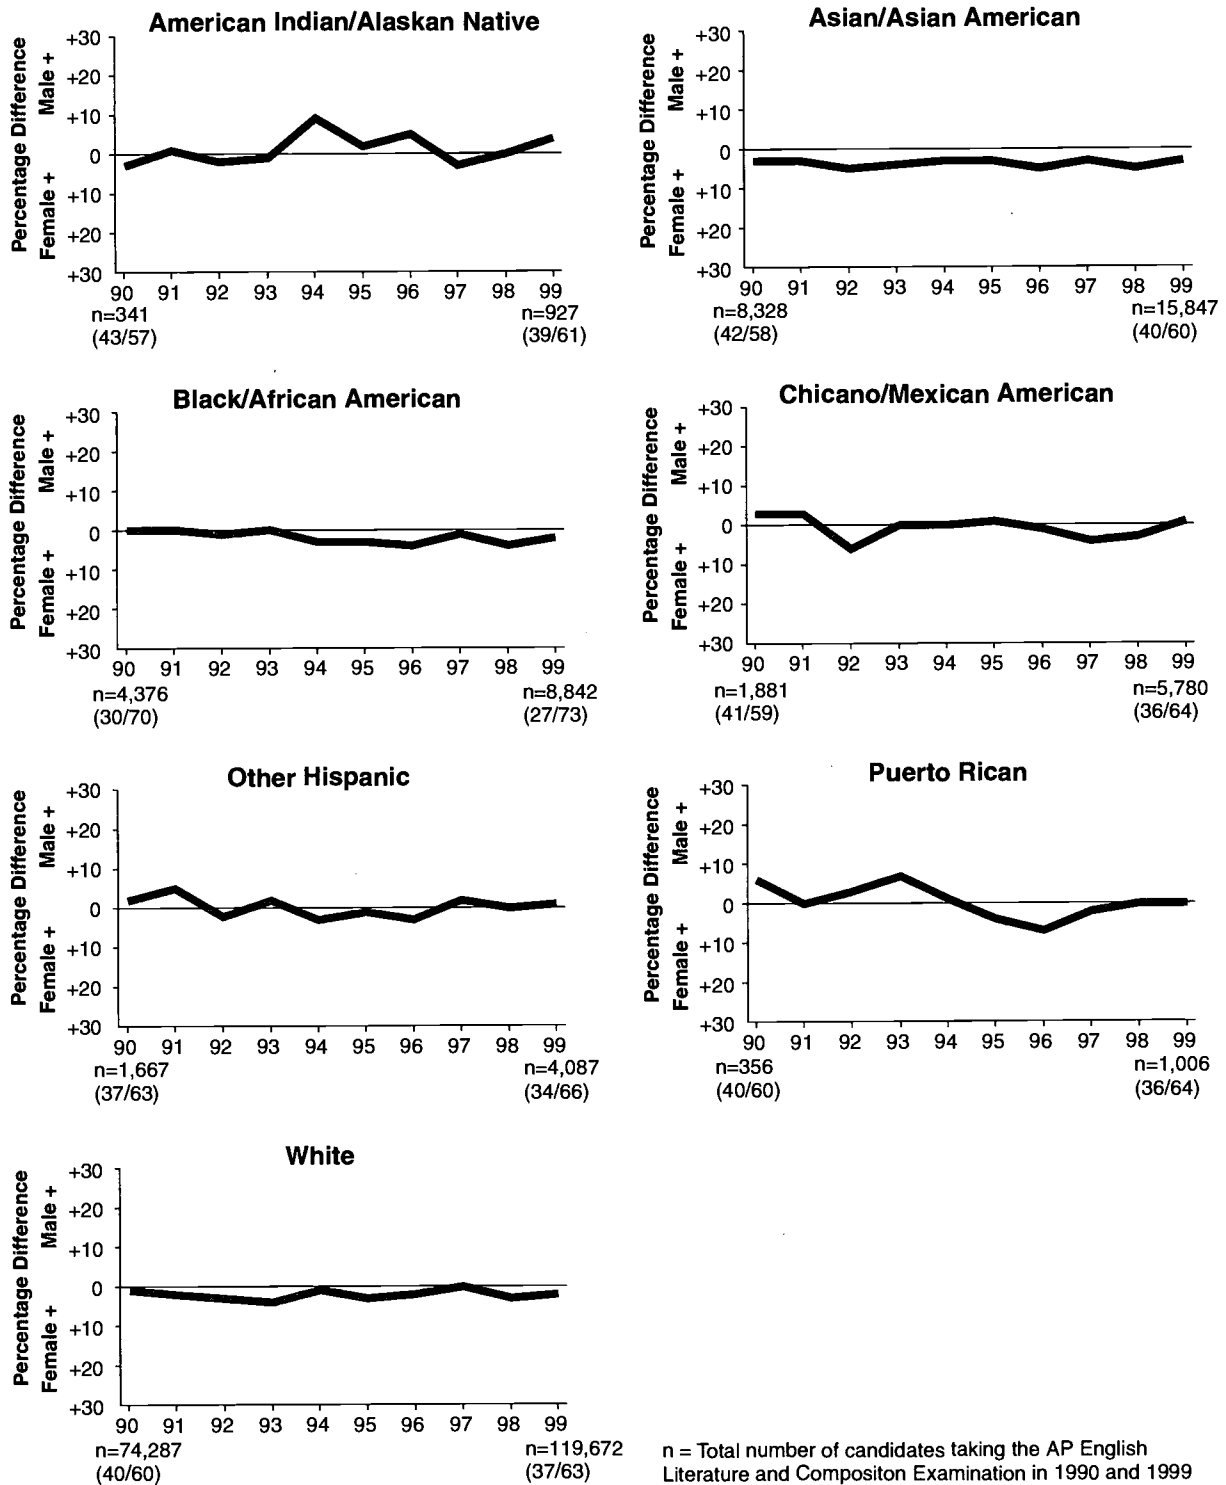 American Indian/Alaskan Native
Percentage Difference
Female + Male +
+30
+20
+10
0
+10
+20
+30
90 91 92 93 94 95 96 97 98 99
n=341 n=927
(43/57) (39/61)
Asian/Asian American
Percentage Difference
Female + Male +
+30
+20
+10
0
+10
+20
+30
90 91 92 93 94 95 96 97 98 99
n=8,328 n=15,847
(42/58) (40/60)
Black/African American
Percentage Difference
Female + Male +
+30
+20
+10
0
+10
+20
+30
90 91 92 93 94 95 96 97 98 99
n=4,376 n=8,842
(30/70) (27/73)
Chicano/Mexican American
Percentage Difference
Female + Male +
+30
+20
+10
0
+10
+20
+30
90 91 92 93 94 95 96 97 98 99
n=1,881 n=5,780
(41/59) (36/64)
Other Hispanic
Percentage Difference
Female + Male +
+30
+20
+10
0
+10
+20
+30
90 91 92 93 94 95 96 97 98 99
n=1,667 n=4,087
(37/63) (34/66)
Puerto Rican
Percentage Difference
Female + Male +
+30
+20
+10
0
+10
+20
+30
90 91 92 93 94 95 96 97 98 99
n=356 n=1,006
(40/60) (36/64)
White
Percentage Difference
Female + Male +
+30
+20
+10
0
+10
+20
+30
90 91 92 93 94 95 96 97 98 99
n=74,287 n=119,672
(40/60) (37/63)
n = Total number of candidates taking the AP English
Literature and Compositon Examination in 1990 and 1999